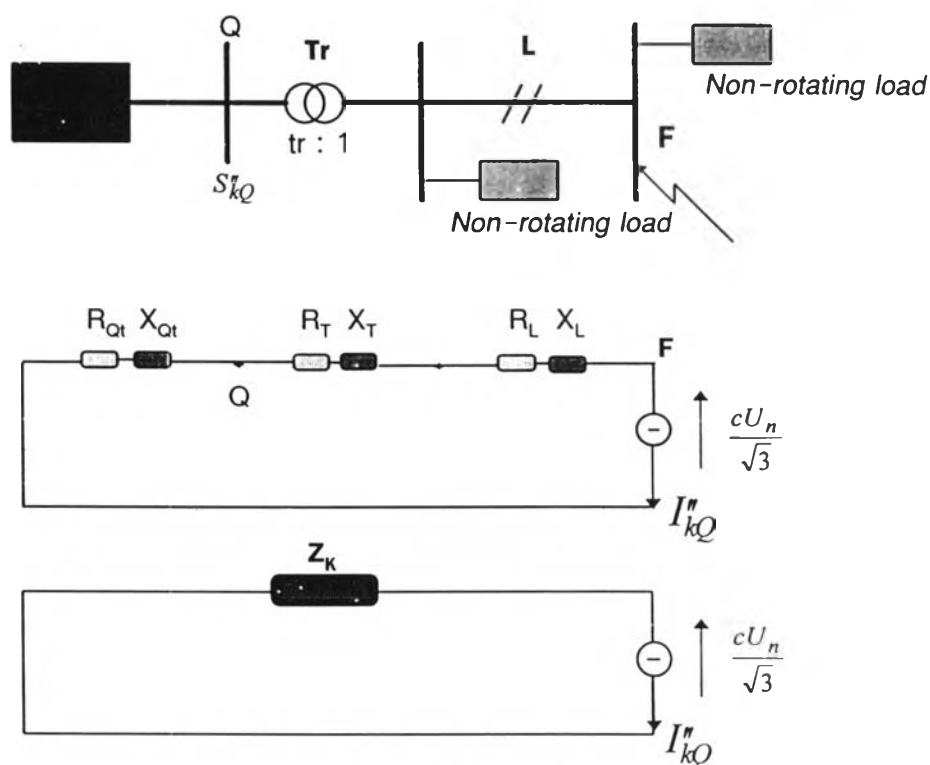 Q
Tr
L
tr : 1
S"kQ
F
Non-rotating load
Non-rotating load
RQt XQt
RT XT
RL XL
F
Q
cUn
√3
I"kQ
ZK
cUn
√3
I"kQ